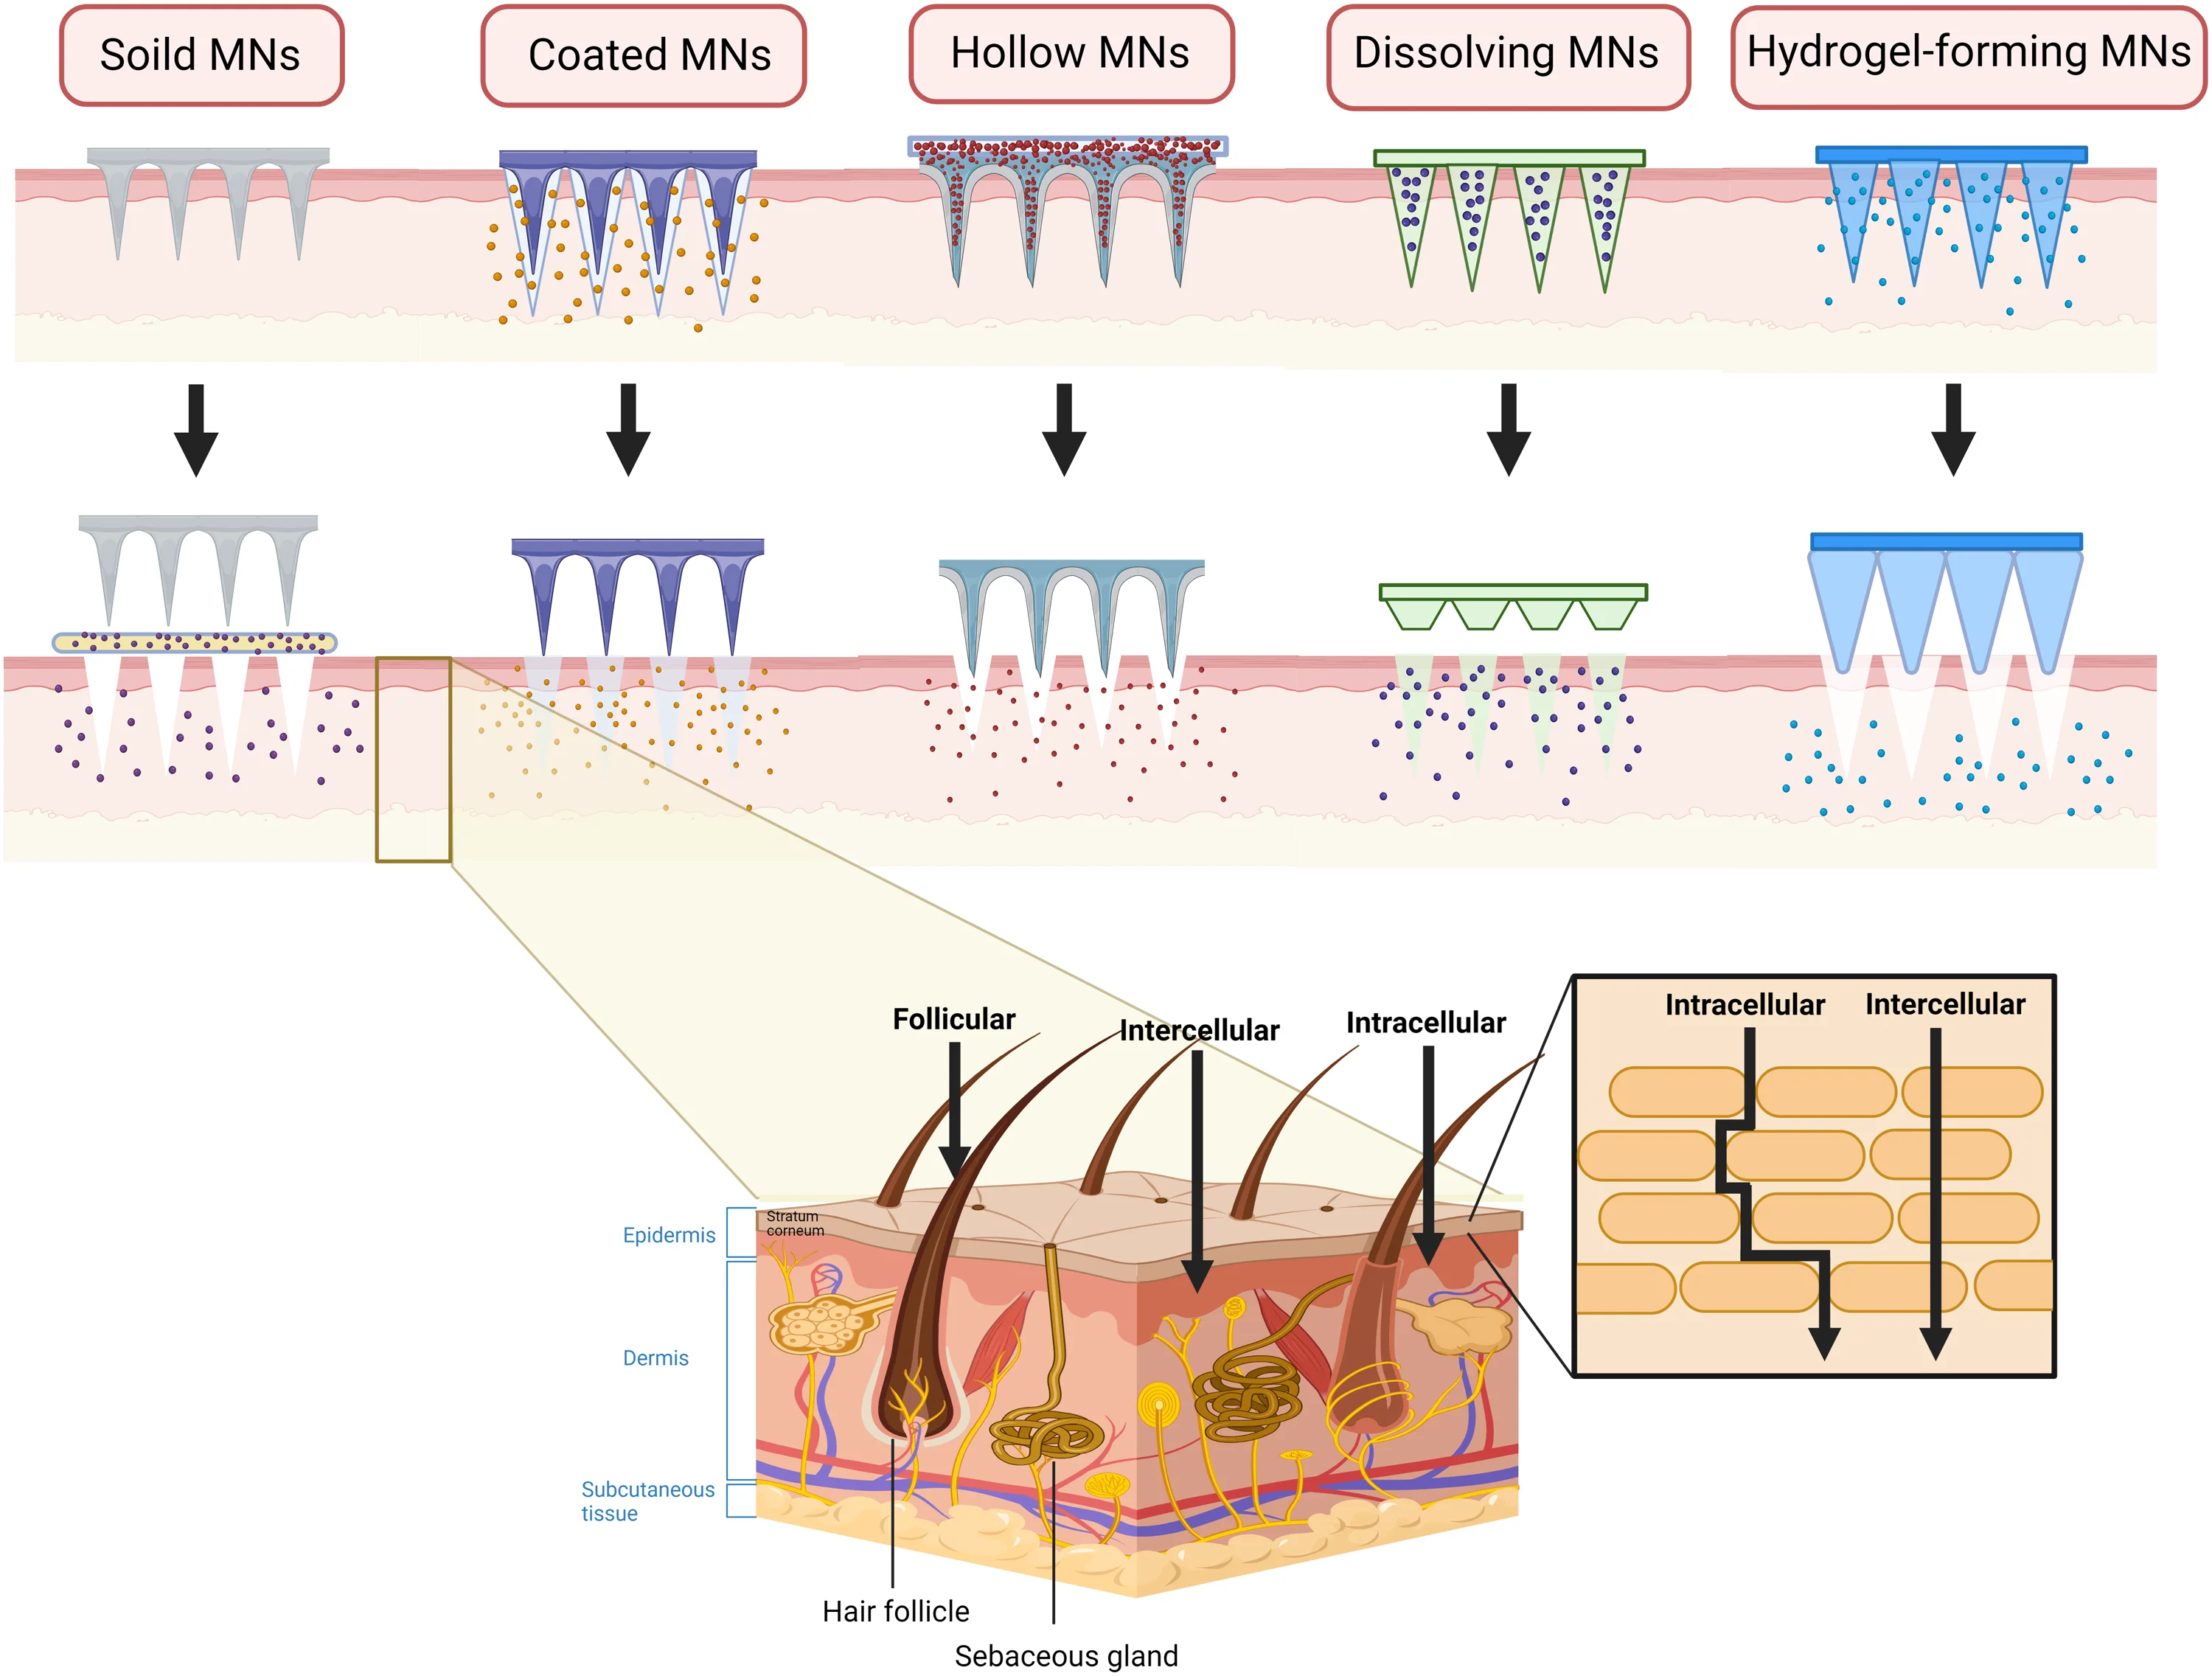 Soild MNs
Coated MNs
Hollow MNs
Dissolving MNs
Hydrogel-forming MNs
Follicular
Intercellular
Intracellular
Intracellular
Intercellular
Stratum
corneum
Epidermis
Dermis
Subcutaneous
tissue
Hair follicle
Sebaceous gland